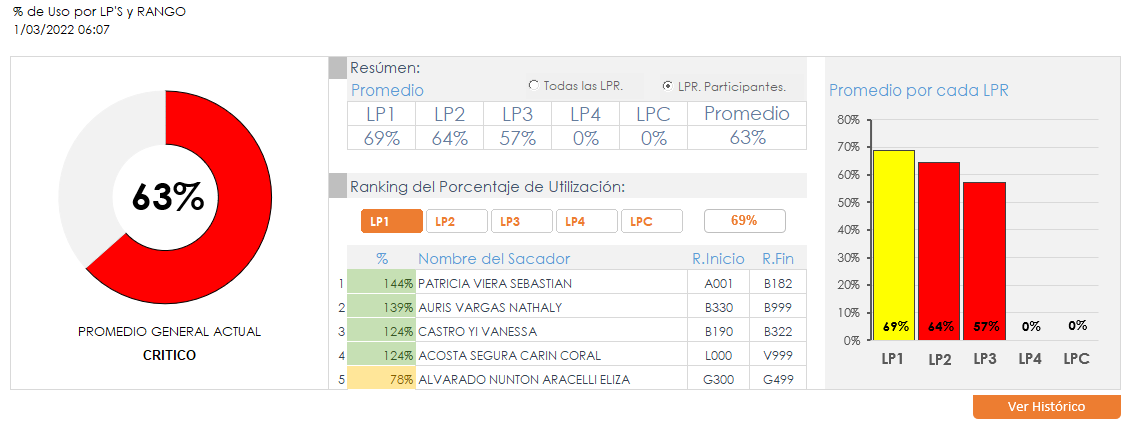 % de Uso por LP'S y RANGO
1/03/2022 06:07
63%
PROMEDIO GENERAL ACTUAL
CRITICO
Resúmen:
Promedio
Todas las LPR.
LPR. Participantes.
LP1 LP2 LP3 LP4 LPC Promedio
69% 64% 57% 0% 0% 63%
Ranking del Porcentaje de Utilización:
LP1 LP2 LP3 LP4 LPC 69%
% Nombre del Sacador R.Inicio R.Fin
1 144% PATRICIA VIERA SEBASTIAN A001 B182
2 139% AURIS VARGAS NATHALY B330 B999
3 124% CASTRO YI VANESSA B190 B322
4 124% ACOSTA SEGURA CARIN CORAL L000 V999
5 78% ALVARADO NUNTON ARACELLI ELIZA G300 G499
Promedio por cada LPR
80%
70%
60%
50%
40%
30%
20%
10%
0%
69% 64% 57% 0% 0%
LP1 LP2 LP3 LP4 LPC
Ver Histórico